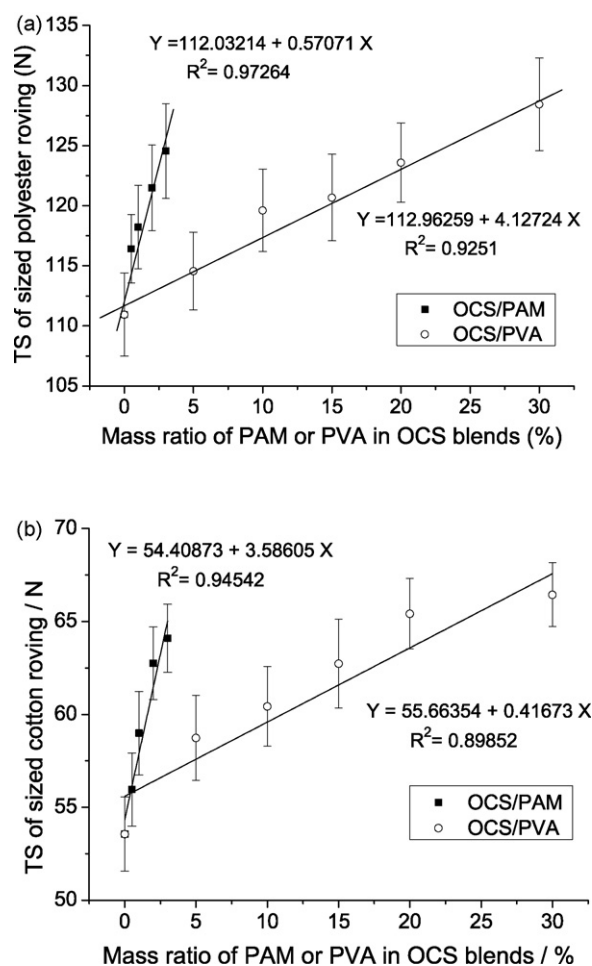 (a)
Y =112.03214 + 0.57071 X
R²= 0.97264
Y=112.96259 + 4.12724 X
R²= 0.9251
OCS/PAM
OCS/PVA
TS of sized polyester roving (N)
135
130
125
120
115
110
105
0 5 10 15 20 25 30
Mass ratio of PAM or PVA in OCS blends (%)
(b)
Y = 54.40873 + 3.58605 X
R²= 0.94542
Y = 55.66354 + 0.41673 X
R²= 0.89852
OCS/PAM
OCS/PVA
TS of sized cotton roving / N
70
65
60
55
50
0 5 10 15 20 25 30
Mass ratio of PAM or PVA in OCS blends / %